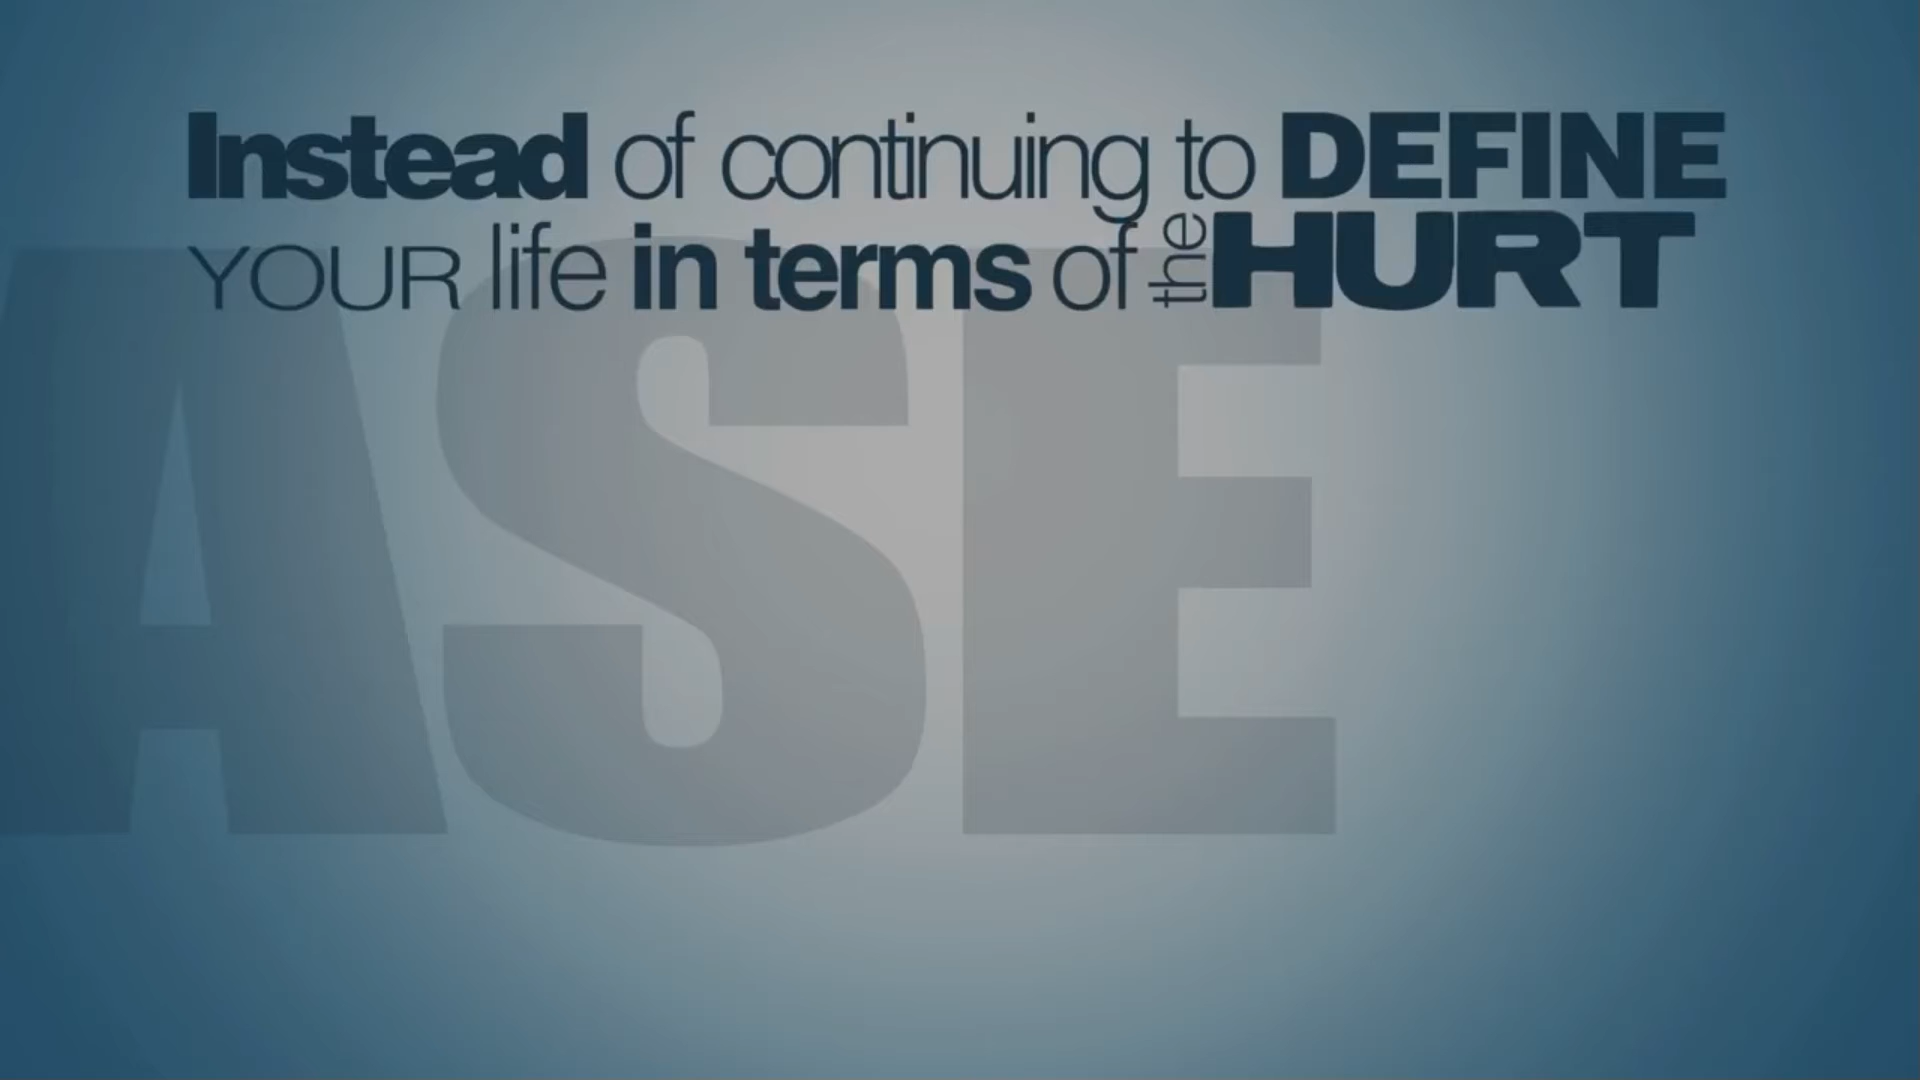 Instead of continuing to DEFINE
YOUR life in terms of the HURT
ASE